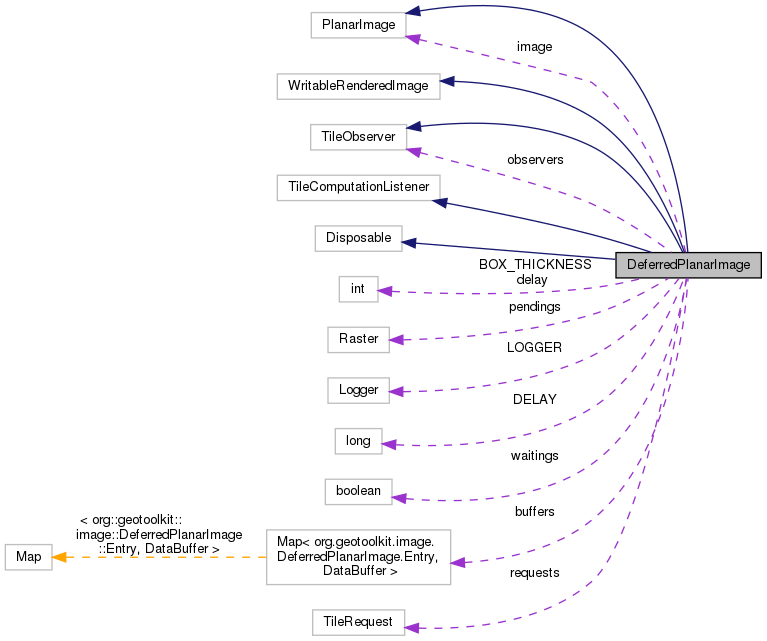 PlanarImage
image
WritableRenderedImage
TileObserver
observers
TileComputationListener
Disposable
DeferredPlanarImage
BOX_THICKNESS
delay
int
pendings
Raster
LOGGER
Logger
DELAY
long
waitings
boolean
buffers
< org::geotoolkit::
image::DeferredPlanarImage
::Entry, DataBuffer >
Map
Map< org.geotoolkit.image.
DeferredPlanarImage.Entry,
DataBuffer >
requests
TileRequest